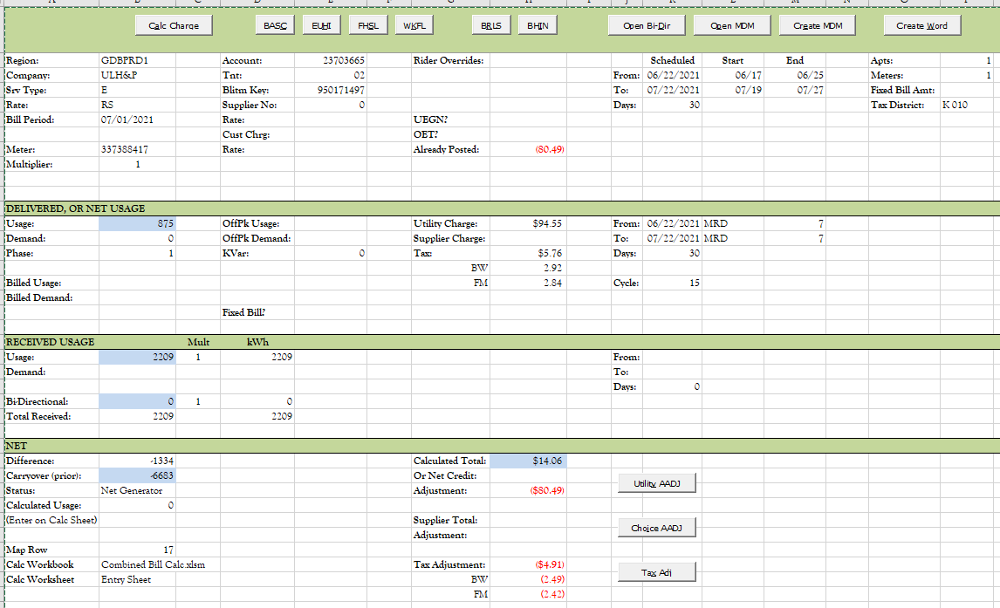 Calc Charge BASC EUHI FHSL WKFL BRLS BHIN Open Bi-Dir Open MDM Create MDM Create Word
Region: GDBPRD1 Account: 23703665 Rider Overrides: Scheduled Start End Apts: 1
Company: ULH&P Tnt: 02 From: 06/22/2021 06/17 06/25 Meters: 1
Srv Type: E Blitm Key: 950171497 To: 07/22/2021 07/19 07/27 Fixed Bill Amt:
Rate: RS Supplier No: 0 Days: 30 Tax District: K 010
Bill Period: 07/01/2021 Rate: UEGN?
Cust Chrg: OET?
Meter: 337388417 Rate: Already Posted: (80.49)
Multiplier: 1
DELIVERED, OR NET USAGE
Usage: 875 OffPk Usage: Utility Charge: $94.55 From: 06/22/2021 MRD 7
Demand: 0 OffPk Demand: Supplier Charge: To: 07/22/2021 MRD 7
Phase: 1 KVar: 0 Tax: $5.76 Days: 30
BW 2.92
Billed Usage: FM 2.84 Cycle: 15
Billed Demand:
Fixed Bill?
RECEIVED USAGE Mult kWh
Usage: 2209 1 2209 From:
Demand: To:
Days: 0
Bi-Directional: 0 1 0
Total Received: 2209 2209
NET
Difference: -1334 Calculated Total: $14.06
Carryover (prior): -6683 Or Net Credit:
Status: Net Generator Adjustment: ($80.49) Utility AADJ
Calculated Usage: 0
(Enter on Calc Sheet) Supplier Total:
Adjustment: Choice AADJ
Map Row 17
Calc Workbook Combined Bill Calc.xlsm Tax Adjustment: ($4.91) Tax Adj
Calc Worksheet Entry Sheet BW (2.49)
FM (2.42)